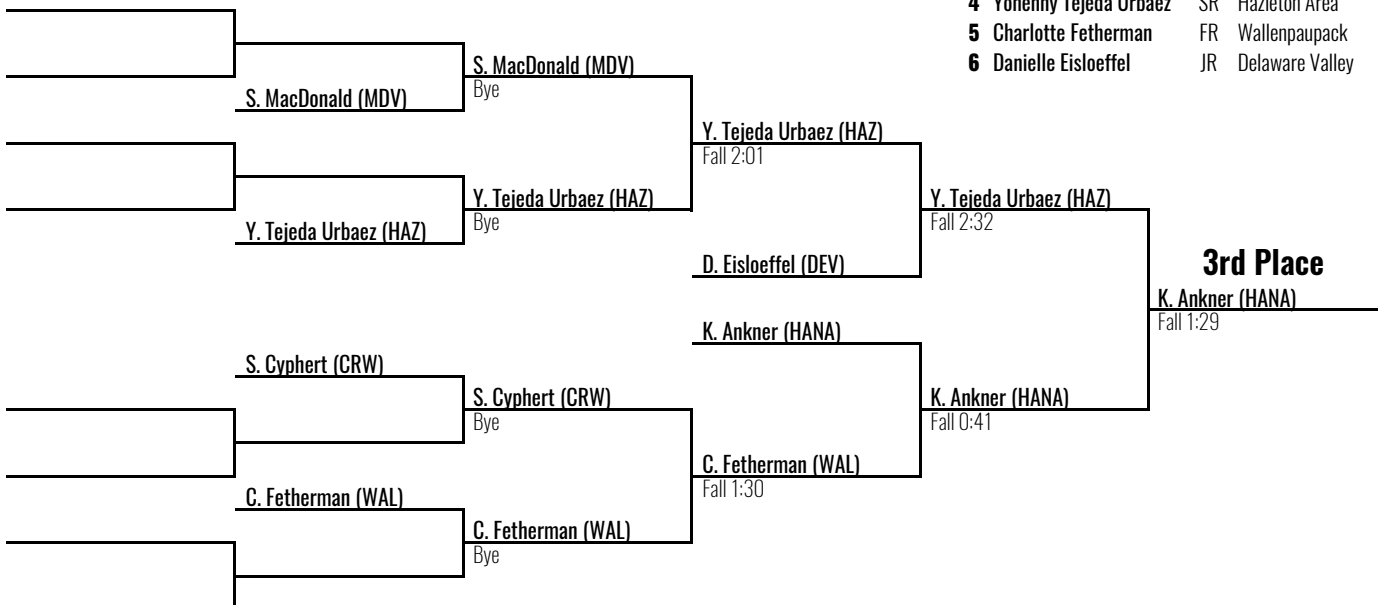 4 Yohenny Tejeda Urbaez SR Hazleton Area
5 Charlotte Fetherman FR Wallenpaupack
6 Danielle Eisloeffel JR Delaware Valley
S. MacDonald (MDV)
Bye
S. MacDonald (MDV)
Y. Tejeda Urbaez (HAZ)
Fall 2:01
Y. Tejeda Urbaez (HAZ)
Bye
Y. Tejeda Urbaez (HAZ)
Fall 2:32
Y. Tejeda Urbaez (HAZ)
D. Eisloeffel (DEV)
3rd Place
K. Ankner (HANA)
Fall 1:29
K. Ankner (HANA)
S. Cyphert (CRW)
S. Cyphert (CRW)
Bye
K. Ankner (HANA)
Fall 0:41
C. Fetherman (WAL)
Fall 1:30
C. Fetherman (WAL)
C. Fetherman (WAL)
Bye